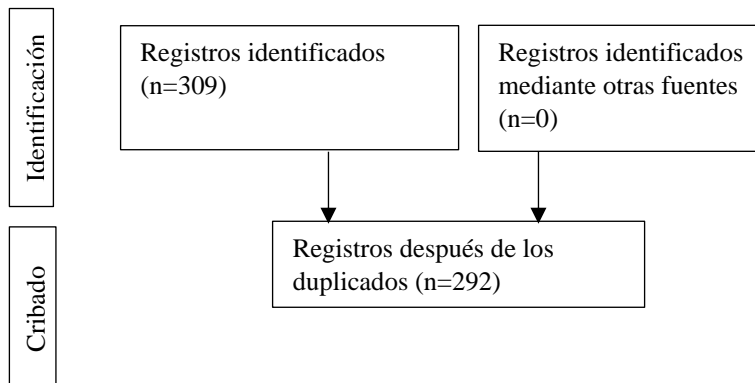 Identificación
Registros identificados
(n=309)
Registros identificados
mediante otras fuentes
(n=0)
Cribado
Registros después de los
duplicados (n=292)